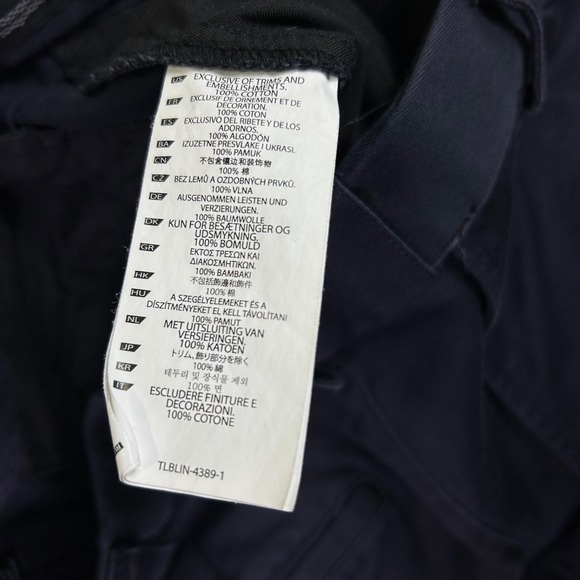 US EXCLUSIVE OF TRIMS AND
EMBELLISHMENTS.
100% COTTON
FR EXCLUSIF DE ORNEMENT ET DE
DECORATION.
100% COTON
ES EXCLUSIVO DEL RIBETE Y DE LOS
ADORNOS.
100% ALGODÓN
BA IZUZETNE PRESVLAKE I UKRASI.
100% PAMUK
CN 不包含镶边和装饰物
100% 棉
CZ BEZ LEMŮ A OZDOBNÝCH PRVKŮ.
100% VLNA
DE AUSGENOMMEN LEISTEN UND
VERZIERUNGEN.
100% BAUMWOLLE
DK KUN FOR BESÆTNINGER OG
UDSMYKNING.
100% BOMULD
GR ΕΚΤΟΣ ΤΡΕΣΩΝ ΚΑΙ
ΔΙΑΚΟΣΜΗΤΙΚΩΝ.
100% BAMBAKI
HK 不包括飾邊和飾件
100% 棉
HU A SZEGÉLYELEMEKET ÉS A
DÍSZÍTMÉNYEKET EL KELL TÁVOLÍTANI
100% PAMUT
NL MET UITSLUITING VAN
VERSIERINGEN.
100% KATOEN
JP トリム、飾り部分を除く
100% 綿
KR 테두리 및 장식물 제외
100% 면
IT ESCLUDERE FINITURE E
DECORAZIONI.
100% COTONE
TLBLIN-4389-1